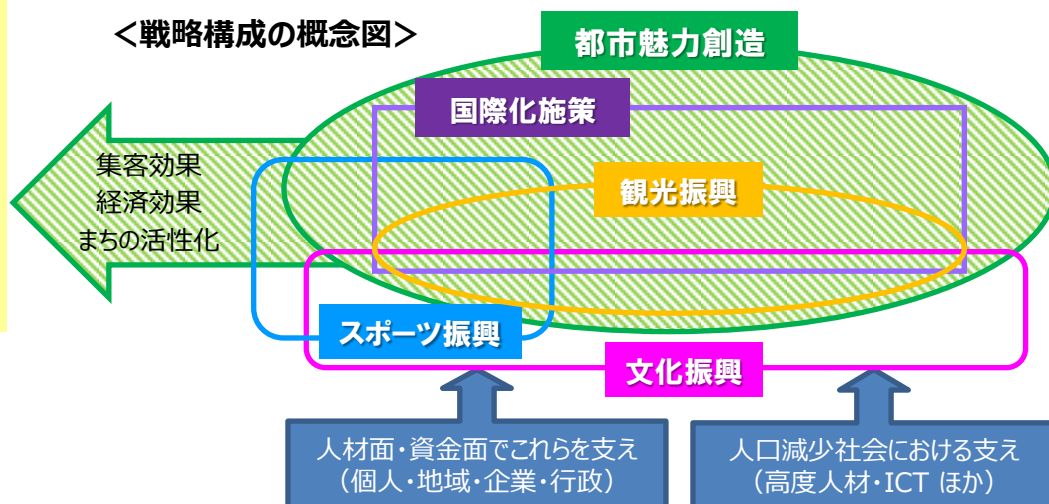 ＜戦略構成の概念図＞
都市魅力創造
国際化施策
集客効果
経済効果
まちの活性化
観光振興
スポーツ振興
文化振興
人材面・資金面でこれらを支え
（個人・地域・企業・行政）
人口減少社会における支え
（高度人材・ICT ほか）